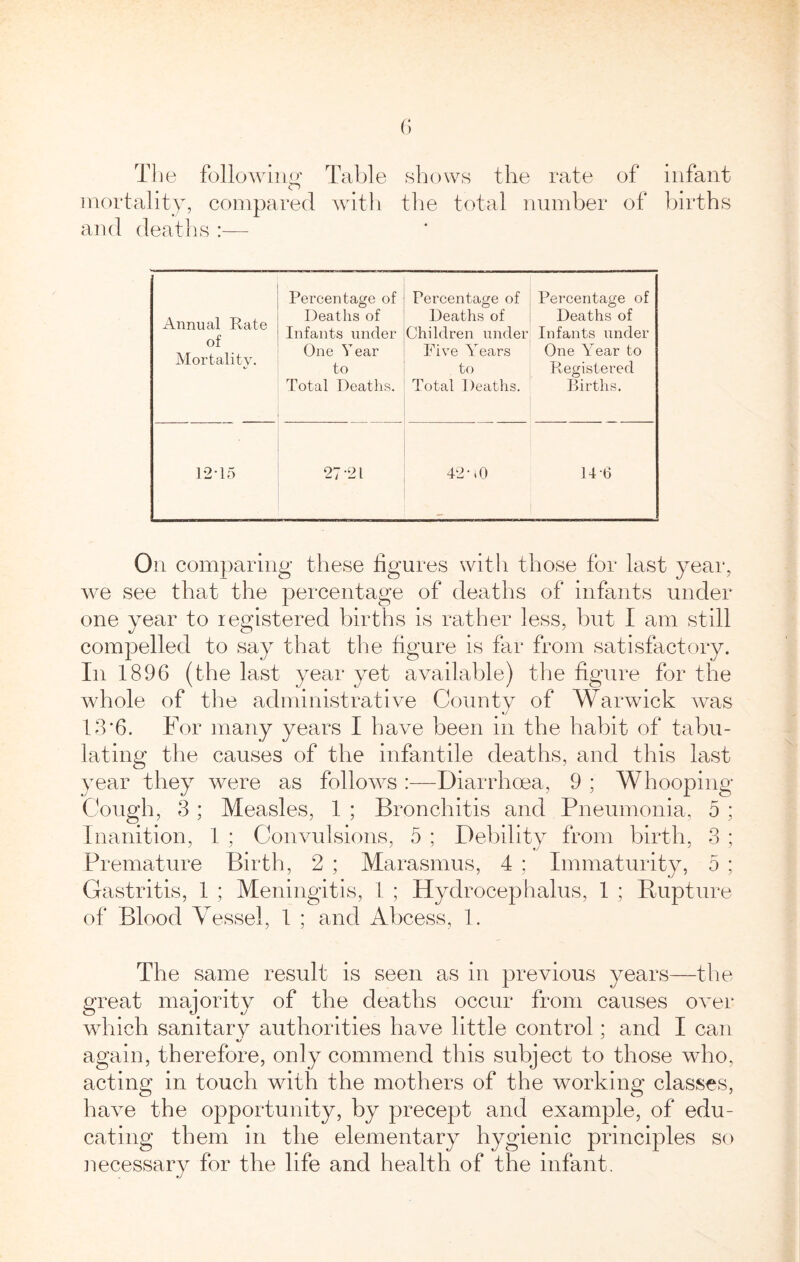 6
The following Table shows the rate of infant
mortality, compared with the total number of births
and deaths :—
Annual Rate
of
Mortality.
Percentage of
Deaths of
Infants under
One Year
to
Total Deaths.
Percentage of
Deaths of
Children under
Five Years
to
Total Deaths.
Percentage of
Deaths of
Infants under
One Year to
Registered
Births.
12·15
27·21
14·6
On comparing these figures with those for last year,
we see that the percentage of deaths of infants under
one year to registered births is rather less, but I am still
compelled to say that the figure is far from satisfactory.
In 1896 (the last year yet available) the figure for the
whole of the administrative County of Warwick was
13·6. For many years I have been in the habit of tabu-
lating the causes of the infantile deaths, and this last
year they were as follows :—Diarrhœa, 9 ; Whooping
Cough, 3 ; Measles, 1 ; Bronchitis and Pneumonia, 5 ;
Inanition, 1 ; Convulsions, 5 ; Debility from birth, 3 ;
Premature Birth, 2 ; Marasmus, 4 ; Immaturity, 5 ;
Gastritis, 1 ; Meningitis, 1 ; Hydrocephalus, 1 ; Rupture
of Blood Vessel, 1 ; and Abcess, 1.
The same result is seen as in previous years—the
great majority of the deaths occur from causes over
which sanitary authorities have little control ; and I can
again, therefore, only commend this subject to those who,
acting in touch with the mothers of the working classes,
have the opportunity, by precept and example, of edu-
cating them in the elementary hygienic principles so
necessary for the life and health of the infant.